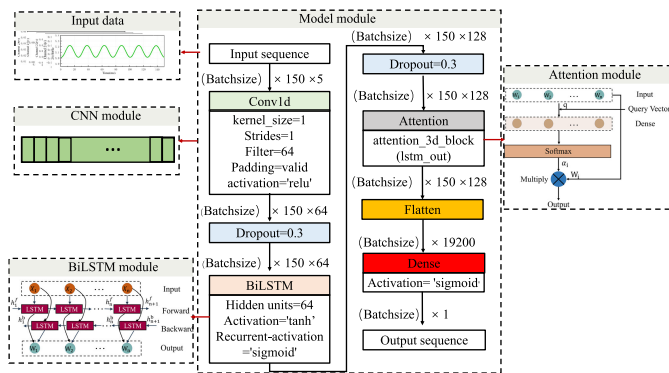 Input data
Model module
Input sequence
(Batchsize) × 150 ×5
Conv1d
kernel_size=1
Strides=1
Filter=64
Padding=valid
activation='relu'
(Batchsize) × 150 ×64
Dropout=0.3
(Batchsize) × 150 ×64
BiLSTM
Hidden units=64
Activation='tanh'
Recurrent-activation
='sigmoid'
(Batchsize) × 150 ×128
Dropout=0.3
(Batchsize) × 150 ×128
Attention
attention_3d_block
(lstm_out)
(Batchsize) × 150 ×128
Flatten
(Batchsize) × 19200
Dense
Activation= 'sigmoid'
(Batchsize) × 1
Output sequence
CNN module
...
BiLSTM module
Input
LSTM LSTM ... LSTM
Forward
LSTM LSTM ... LSTM
Backward
Output
Attention module
Input
q
Query Vector
Dense
Softmax
Multiply
Output